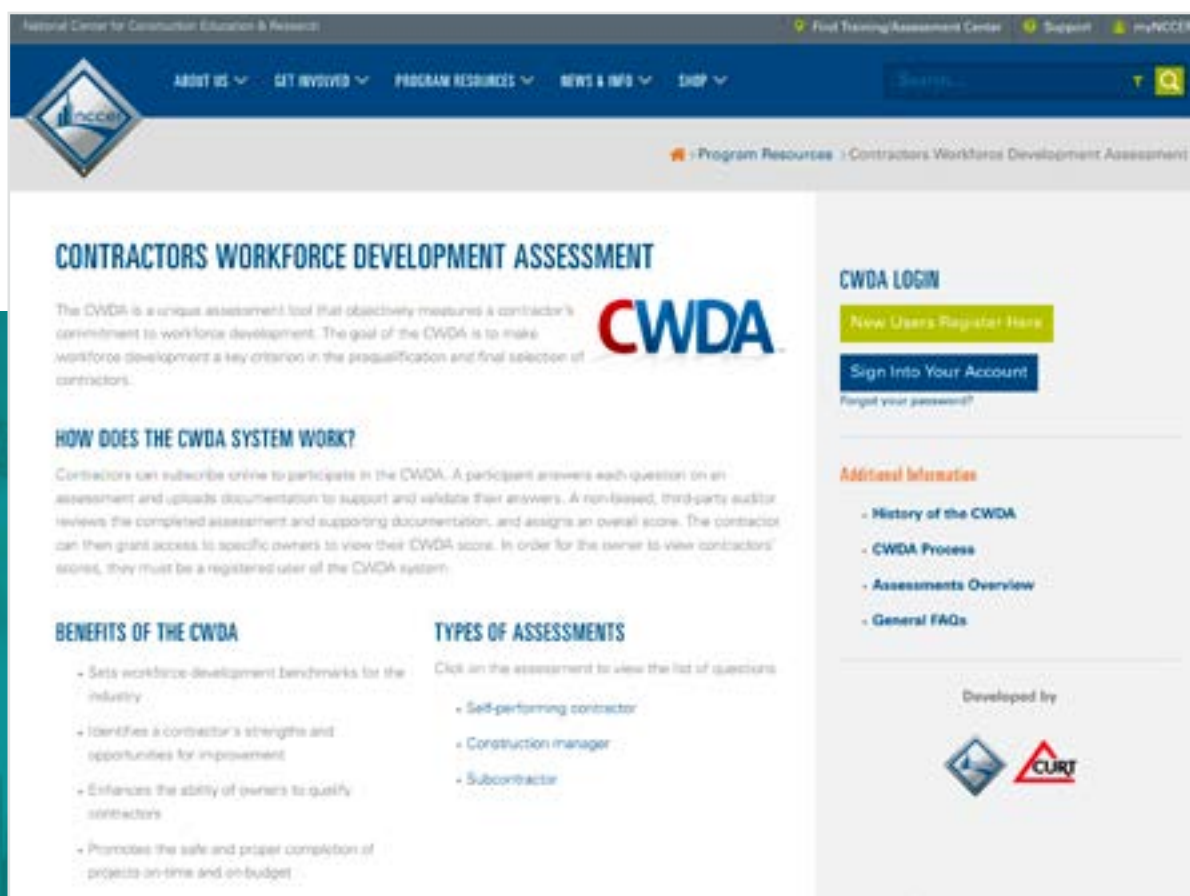 National Center for Construction Education & Research
Find Training/Assessment Center
Support
myNCCER
ABOUT US
GET INVOLVED
PROGRAM RESOURCES
NEWS & INFO
SHOP
Search...
nccer
Program Resources › Contractors Workforce Development Assessment
CONTRACTORS WORKFORCE DEVELOPMENT ASSESSMENT
The CWDA is a unique assessment tool that objectively measures a contractor's
commitment to workforce development. The goal of the CWDA is to make
workforce development a key criterion in the prequalification and final selection of
contractors.
CWDA
HOW DOES THE CWDA SYSTEM WORK?
Contractors can subscribe online to participate in the CWDA. A participant answers each question on an
assessment and uploads documentation to support and validate their answers. A non-biased, third-party auditor
reviews the completed assessment and supporting documentation, and assigns an overall score. The contractor
can then grant access to specific owners to view their CWDA score. In order for the owner to view contractors'
scores, they must be a registered user of the CWDA system.
BENEFITS OF THE CWDA
• Sets workforce development benchmarks for the
industry
• Identifies a contractor's strengths and
opportunities for improvement
• Enhances the ability of owners to qualify
contractors
• Promotes the safe and proper completion of
projects on-time and on-budget
TYPES OF ASSESSMENTS
Click on the assessment to view the list of questions
• Self-performing contractor
• Construction manager
• Subcontractor
CWDA LOGIN
New Users Register Here
Sign Into Your Account
Forgot your password?
Additional Information
• History of the CWDA
• CWDA Process
• Assessments Overview
• General FAQs
Developed by
CURT